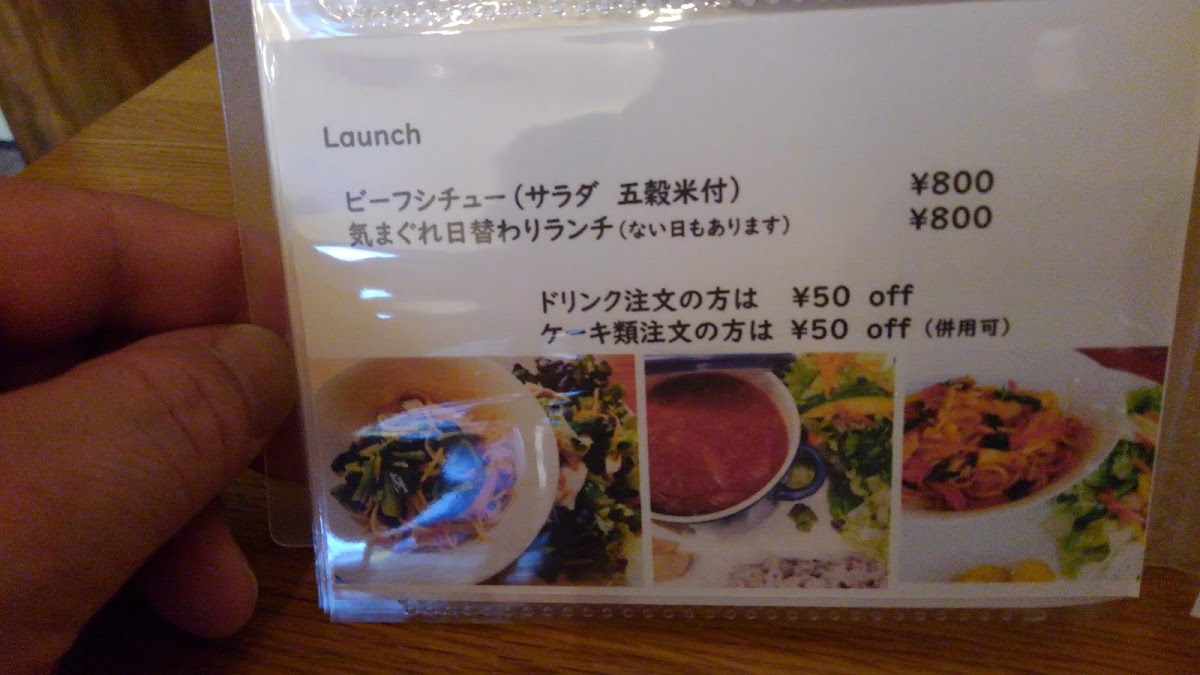 Launch
ビーフシチュー(サラダ 五穀米付) ¥800
気まぐれ日替わりランチ(ない日もあります) ¥800
ドリンク注文の方は ¥50 off
ケーキ類注文の方は ¥50 off (併用可)